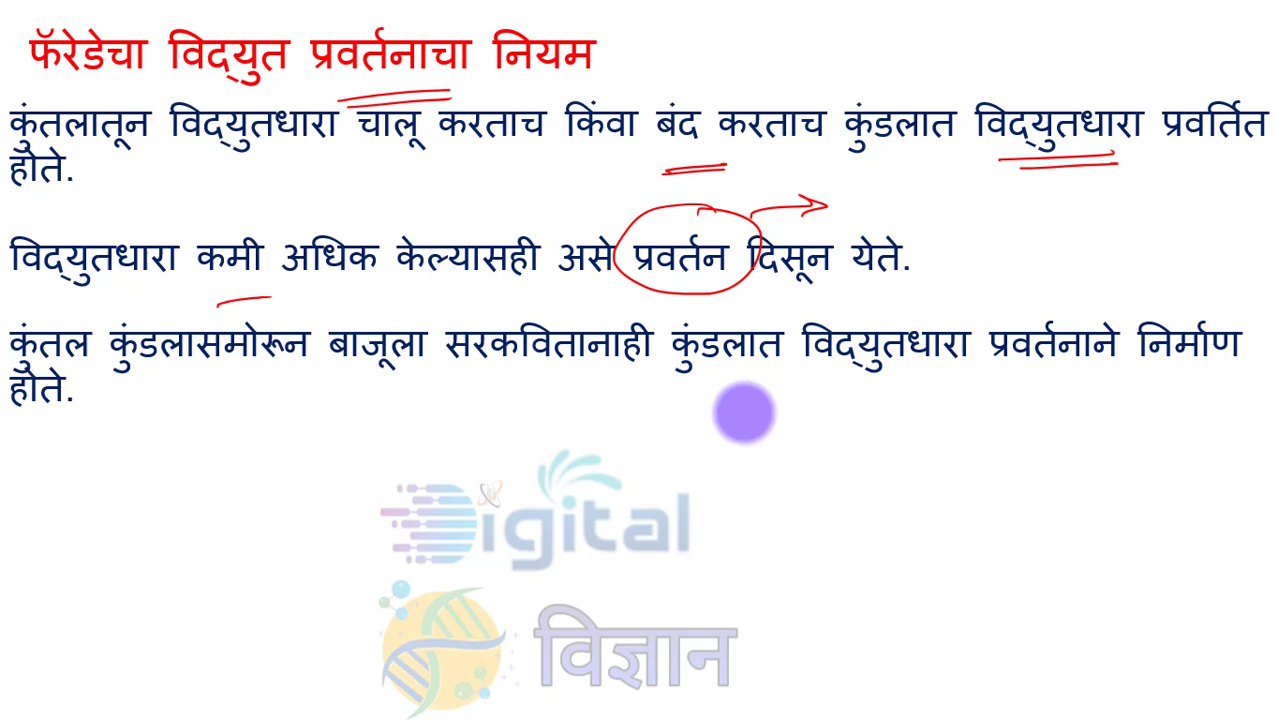 फॅरेडेचा विद्‌युत प्रवर्तनाचा नियम
कुंतलातून विद्‌युतधारा चालू करताच किंवा बंद करताच कुंडलात विद्‌युतधारा प्रवर्तित
होते.
विद्‌युतधारा कमी अधिक केल्यासही असे प्रवर्तन दिसून येते.
कुंतल कुंडलासमोरून बाजूला सरकवितानाही कुंडलात विद्‌युतधारा प्रवर्तनाने निर्माण
होते.
Digital
विज्ञान